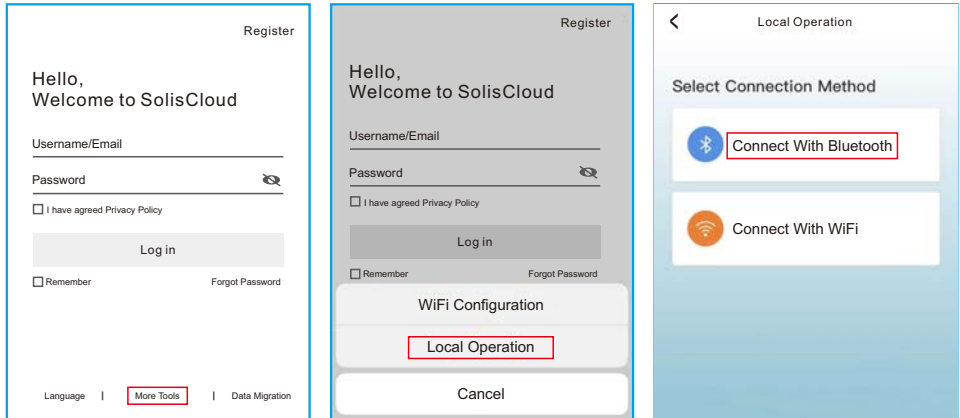 Register
Hello,
Welcome to SolisCloud
Username/Email
Password
I have agreed Privacy Policy
Log in
Remember Forgot Password
Language | More Tools | Data Migration
Register
Hello,
Welcome to SolisCloud
Username/Email
Password
I have agreed Privacy Policy
Log in
Remember Forgot Password
WiFi Configuration
Local Operation
Cancel
Local Operation
Select Connection Method
Connect With Bluetooth
Connect With WiFi